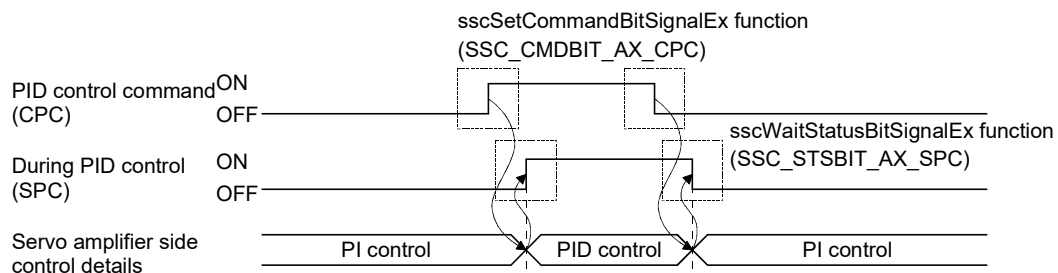 sscSetCommandBitSignalEx function
(SSC_CMDBIT_AX_CPC)
PID control command
(CPC)
ON
OFF
sscWaitStatusBitSignalEx function
(SSC_STSBIT_AX_SPC)
During PID control
(SPC)
ON
OFF
Servo amplifier side
control details
PI control
PID control
PI control